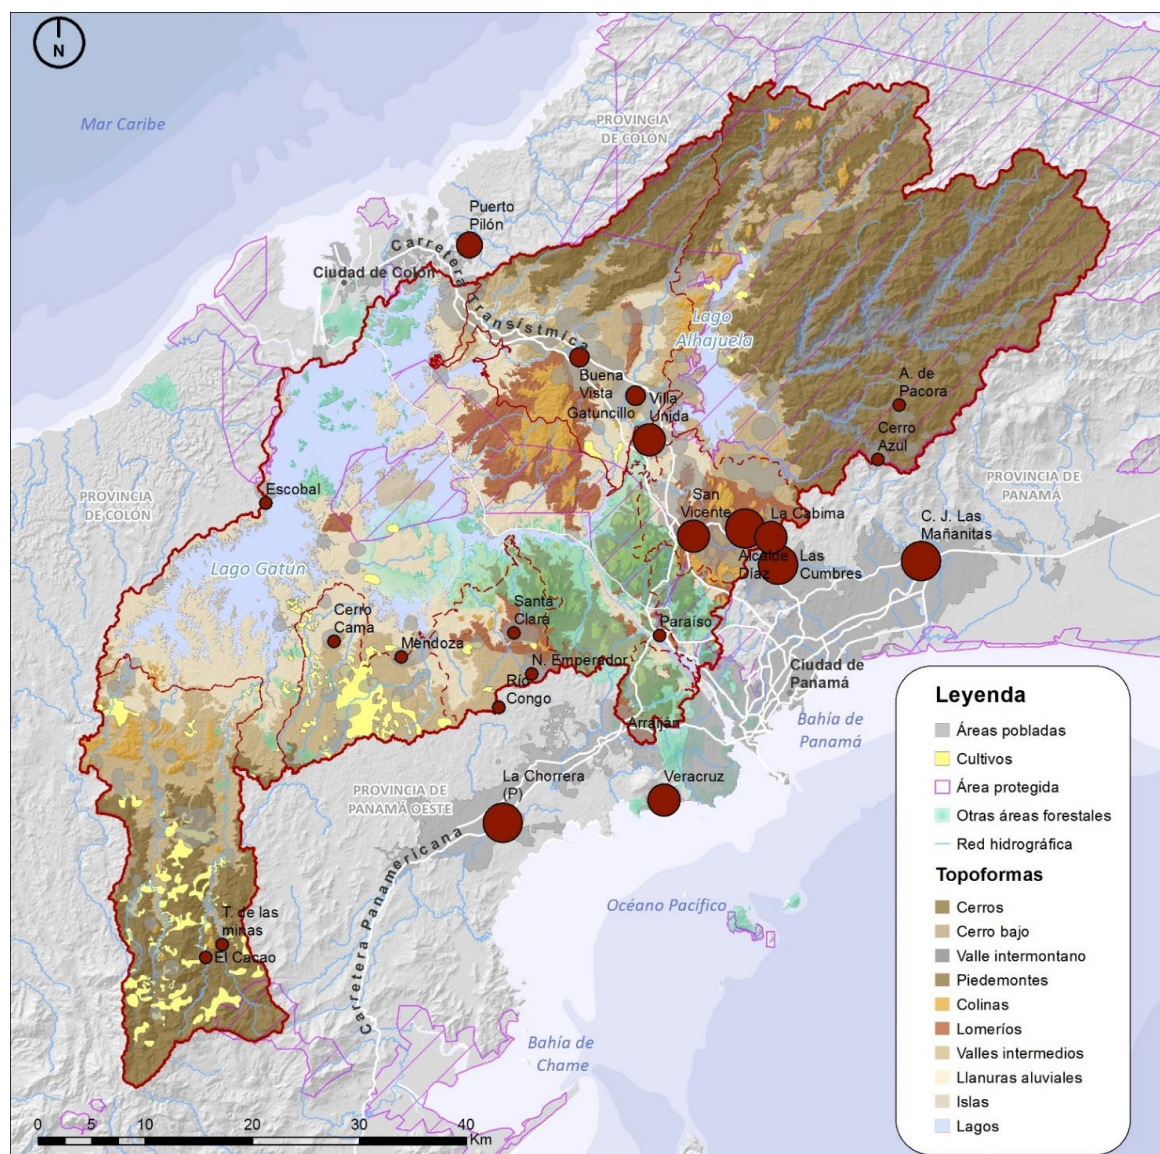 N
Mar Caribe
PROVINCIA
DE COLÓN
Puerto
Pilón
Carretera Transístmica
Ciudad de Colón
Lago
Alhajuela
Buena
Vista
Gatuncillo
Villa
Unida
A. de
Pacora
Cerro
Azul
PROVINCIA DE
PANAMÁ
Escobal
PROVINCIA
DE COLÓN
San
Vicente
La Cabima
C. J. Las
Mañanitas
Alcalde
Díaz
Las
Cumbres
Lago Gatún
Cerro
Cama
Santa
Clara
Mendoza
Paraíso
N. Emperador
Río
Congo
Ciudad de
Panamá
Arraiján
Bahía de
Panamá
La Chorrera
(P)
Veracruz
PROVINCIA DE
PANAMÁ OESTE
Carretera Panamericana
Océano Pacífico
T. de las
minas
El Cacao
Bahía de
Chame
0 5 10 20 30 40
Km
Leyenda
Áreas pobladas
Cultivos
Área protegida
Otras áreas forestales
Red hidrográfica
Topoformas
Cerros
Cerro bajo
Valle intermontano
Piedemontes
Colinas
Lomeríos
Valles intermedios
Llanuras aluviales
Islas
Lagos